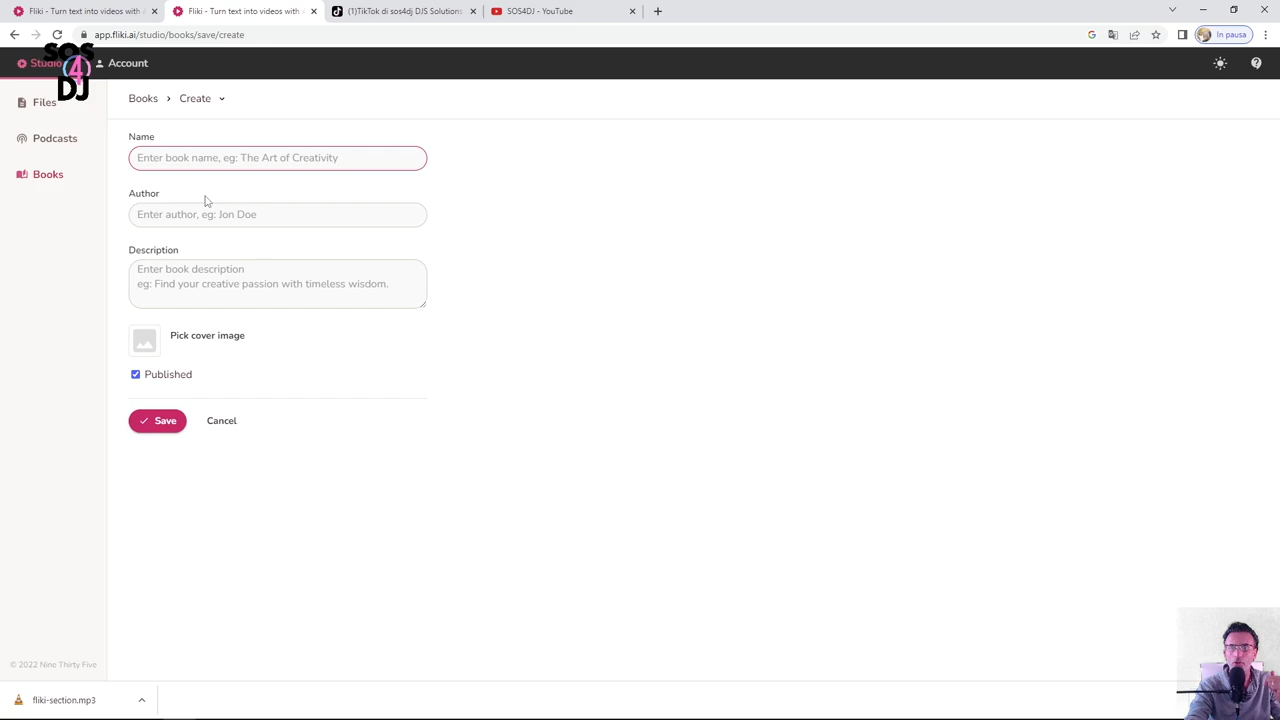 Fliki - Turn text into videos with A
Fliki - Turn text into videos with A
(1)TikTok di sos4dj DJS Solutions
SOS4DJ - YouTube
app.fliki.ai/studio/books/save/create
In pausa
SOS
4
DJ
Studio
Account
Files
Podcasts
Books
Books > Create
Name
Enter book name, eg: The Art of Creativity
Author
Enter author, eg: Jon Doe
Description
Enter book description
eg: Find your creative passion with timeless wisdom.
Pick cover image
Published
Save
Cancel
© 2022 Nine Thirty Five
fliki-section.mp3